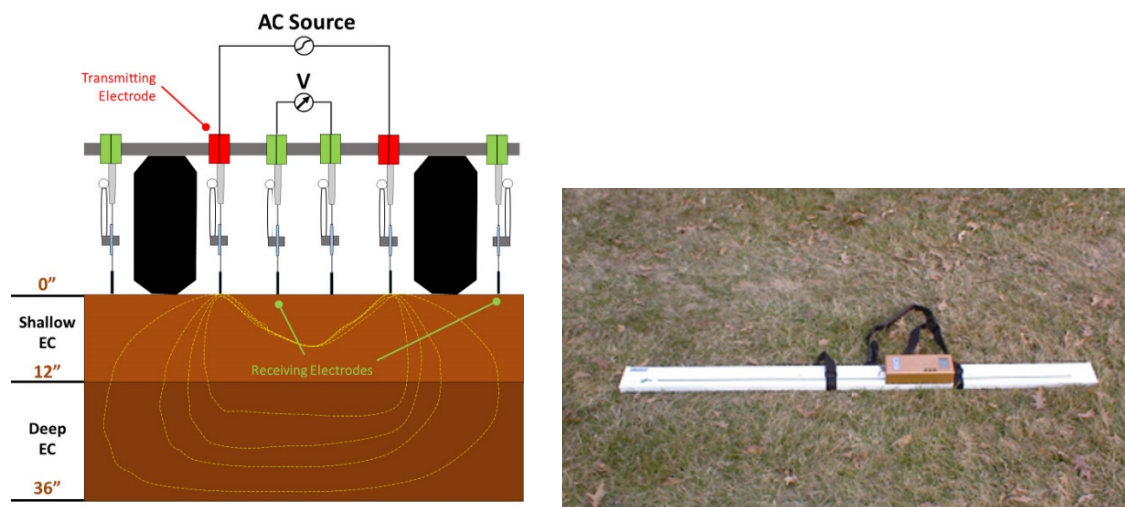 AC Source
Transmitting
Electrode
V
0”
Shallow
EC
12”
Receiving Electrodes
Deep
EC
36”